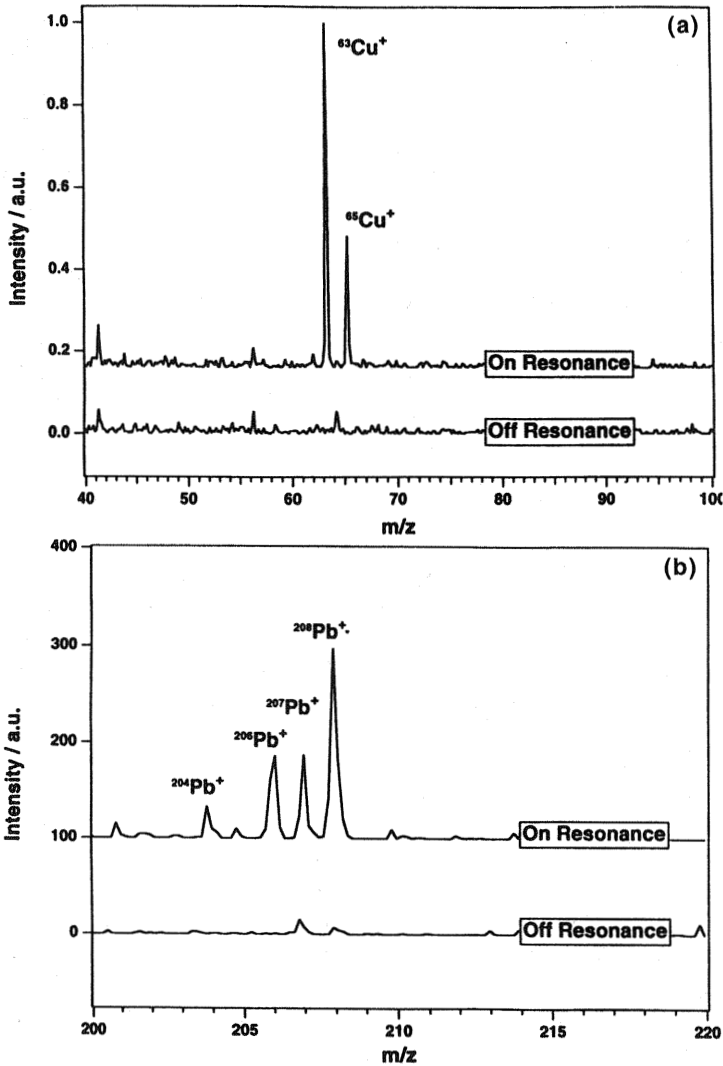 (a)
1.0
⁶³Cu⁺
0.8
0.6
⁶⁵Cu⁺
0.4
0.2
On Resonance
0.0
Off Resonance
Intensity / a.u.
40 50 60 70 80 90 100
m/z
(b)
400
²⁰⁸Pb⁺·
300
²⁰⁷Pb⁺
²⁰⁶Pb⁺
200
²⁰⁴Pb⁺
100
On Resonance
0
Off Resonance
Intensity / a.u.
200 205 210 215 220
m/z